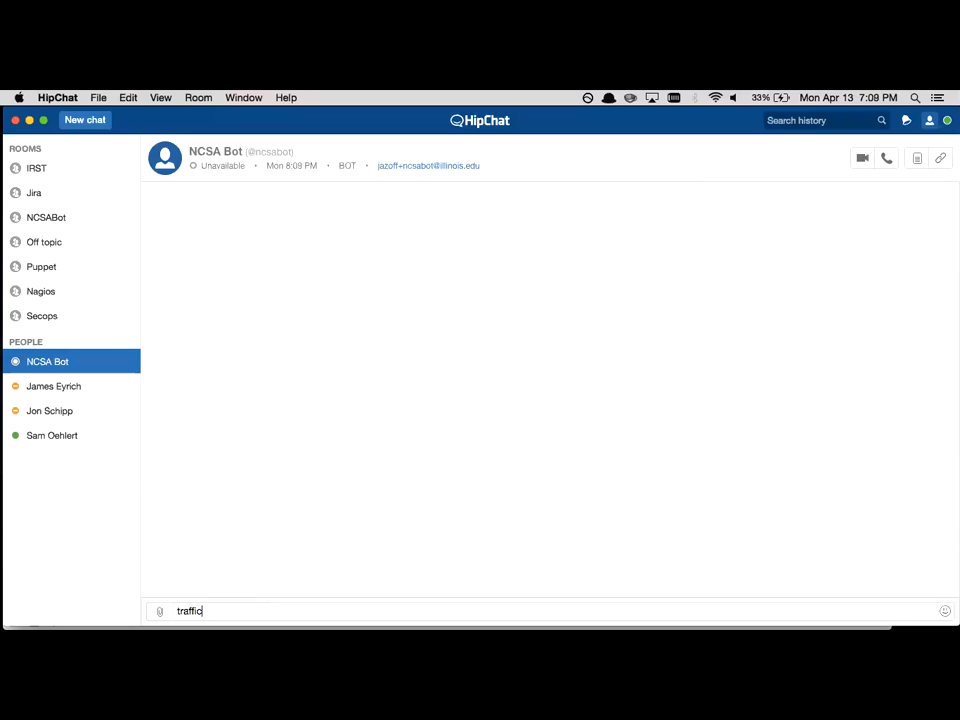 HipChat File Edit View Room Window Help 33% Mon Apr 13 7:09 PM
New chat HipChat Search history
ROOMS
IRST
Jira
NCSABot
Off topic
Puppet
Nagios
Secops
PEOPLE
NCSA Bot
James Eyrich
Jon Schipp
Sam Oehlert
NCSA Bot (@ncsabot)
Unavailable • Mon 8:09 PM • BOT • jazoff+ncsabot@illinois.edu
traffic